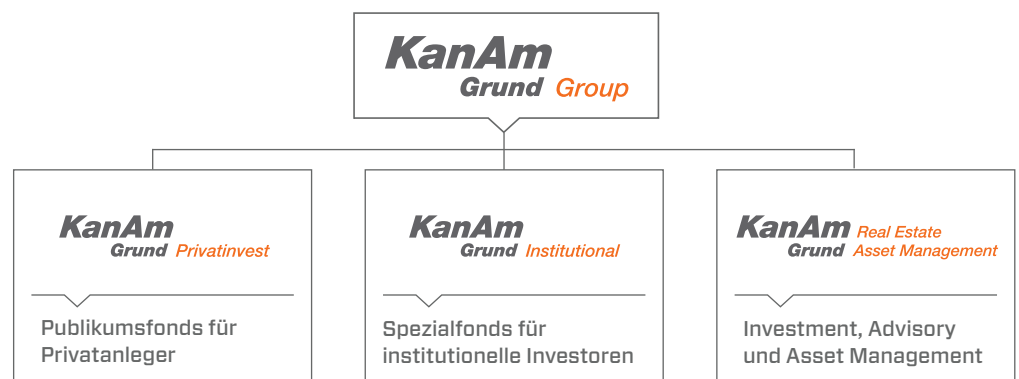 KanAm
Grund Group
KanAm
Grund Privatinvest
Publikumsfonds für
Privatanleger
KanAm
Grund Institutional
Spezialfonds für
institutionelle Investoren
KanAm Real Estate
Grund Asset Management
Investment, Advisory
und Asset Management